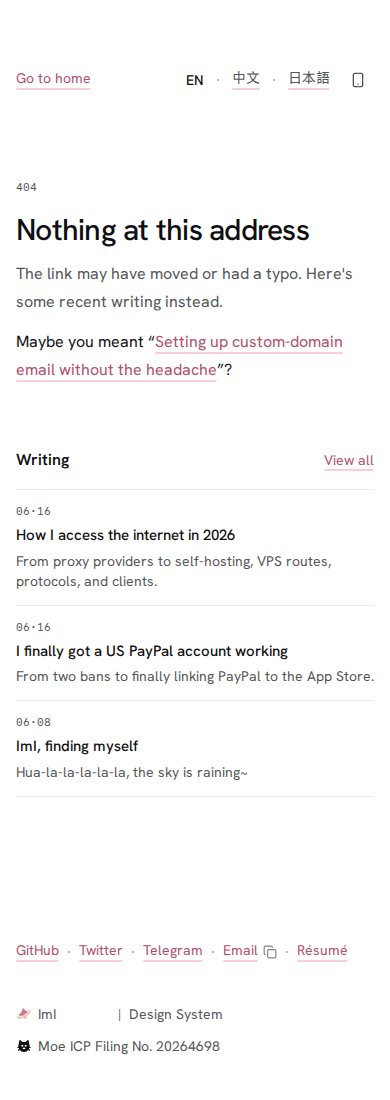 Go to home
EN · 中文 · 日本語
404
Nothing at this address
The link may have moved or had a typo. Here's
some recent writing instead.
Maybe you meant “Setting up custom-domain
email without the headache”?
Writing
View all
06·16
How I access the internet in 2026
From proxy providers to self-hosting, VPS routes,
protocols, and clients.
06·16
I finally got a US PayPal account working
From two bans to finally linking PayPal to the App Store.
06·08
ImI, finding myself
Hua-la-la-la-la-la, the sky is raining~
GitHub · Twitter · Telegram · Email · Résumé
ImI | Design System
Moe ICP Filing No. 20264698